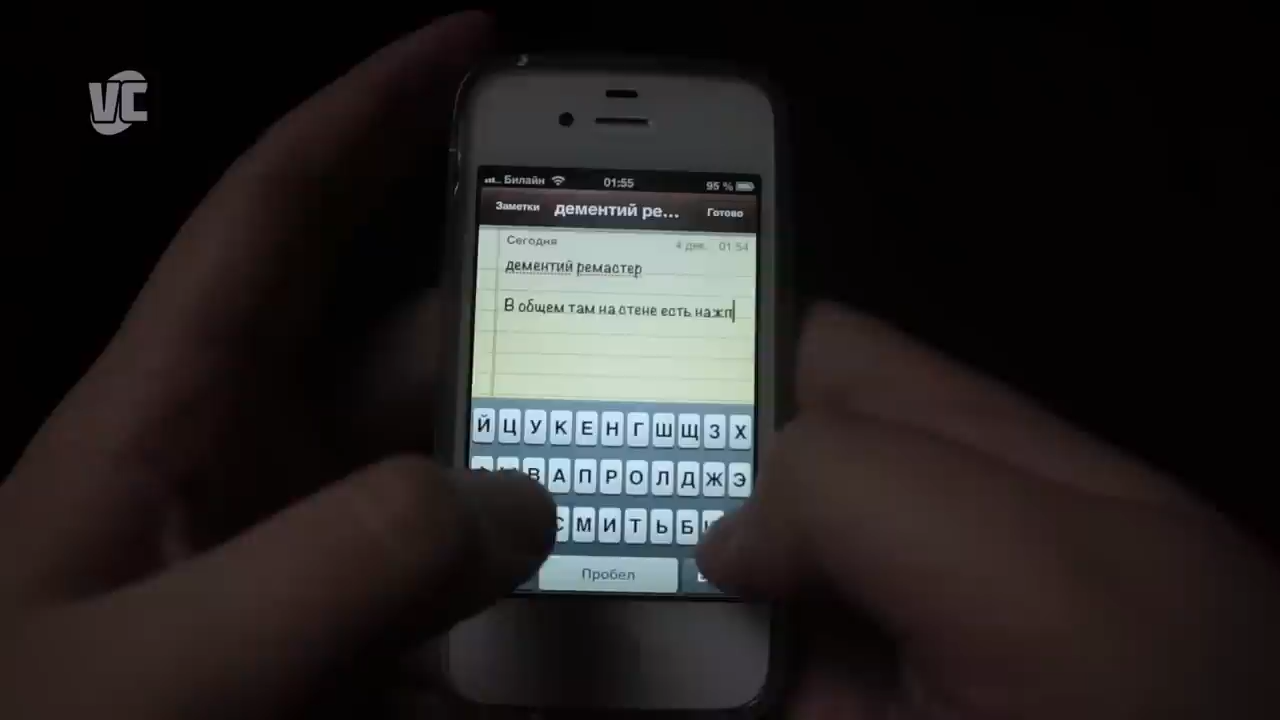 VC
Билайн 01:55 95 %
Заметки дементий ре... Готово
Сегодня 4 дек. 01:54
дементий ремастер
В общем там на стене есть нажп
Й Ц У К Е Н Г Ш Щ З Х
В А П Р О Л Д Ж Э
С М И Т Ь Б
Пробел